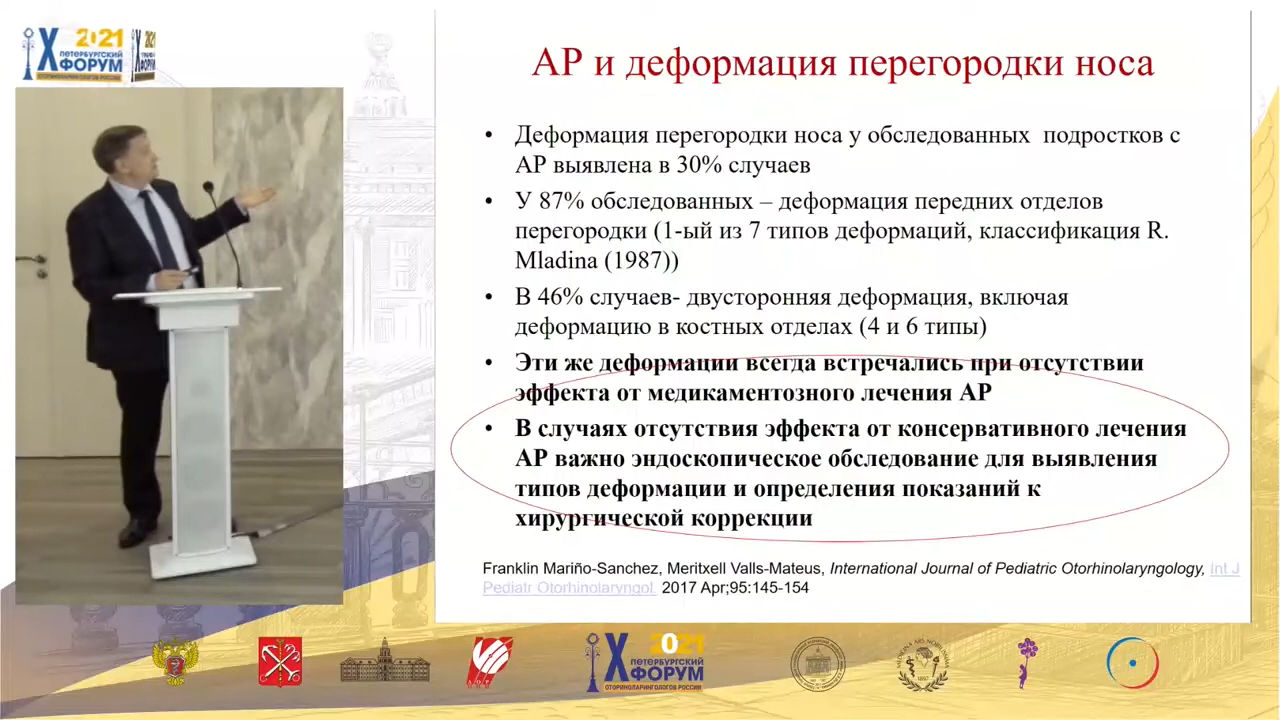 X
2021
ПЕТЕРБУРГСКИЙ
ФОРУМ
ОТОРИНОЛАРИНГОЛОГОВ РОССИИ
АР и деформация перегородки носа
• Деформация перегородки носа у обследованных подростков с
АР выявлена в 30% случаев
• У 87% обследованных – деформация передних отделов
перегородки (1-ый из 7 типов деформаций, классификация R.
Mladina (1987))
• В 46% случаев- двусторонняя деформация, включая
деформацию в костных отделах (4 и 6 типы)
• Эти же деформации всегда встречались при отсутствии
эффекта от медикаментозного лечения АР
• В случаях отсутствия эффекта от консервативного лечения
АР важно эндоскопическое обследование для выявления
типов деформации и определения показаний к
хирургической коррекции
Franklin Mariño-Sanchez, Meritxell Valls-Mateus, International Journal of Pediatric Otorhinolaryngology, Int J
Pediatr Otorhinolaryngol. 2017 Apr;95:145-154
X
2021
ПЕТЕРБУРГСКИЙ
ФОРУМ
ОТОРИНОЛАРИНГОЛОГОВ РОССИИ